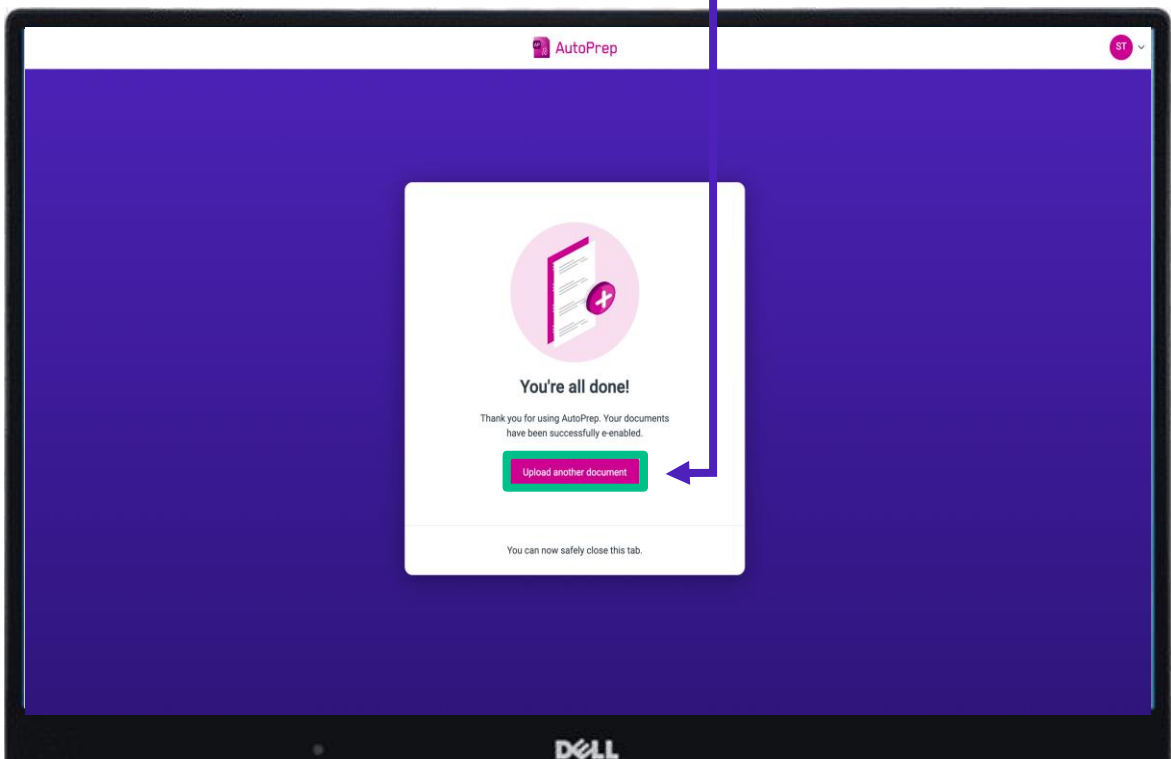 AutoPrep
ST
You're all done!
Thank you for using AutoPrep. Your documents
have been successfully e-enabled.
Upload another document
You can now safely close this tab.
DELL